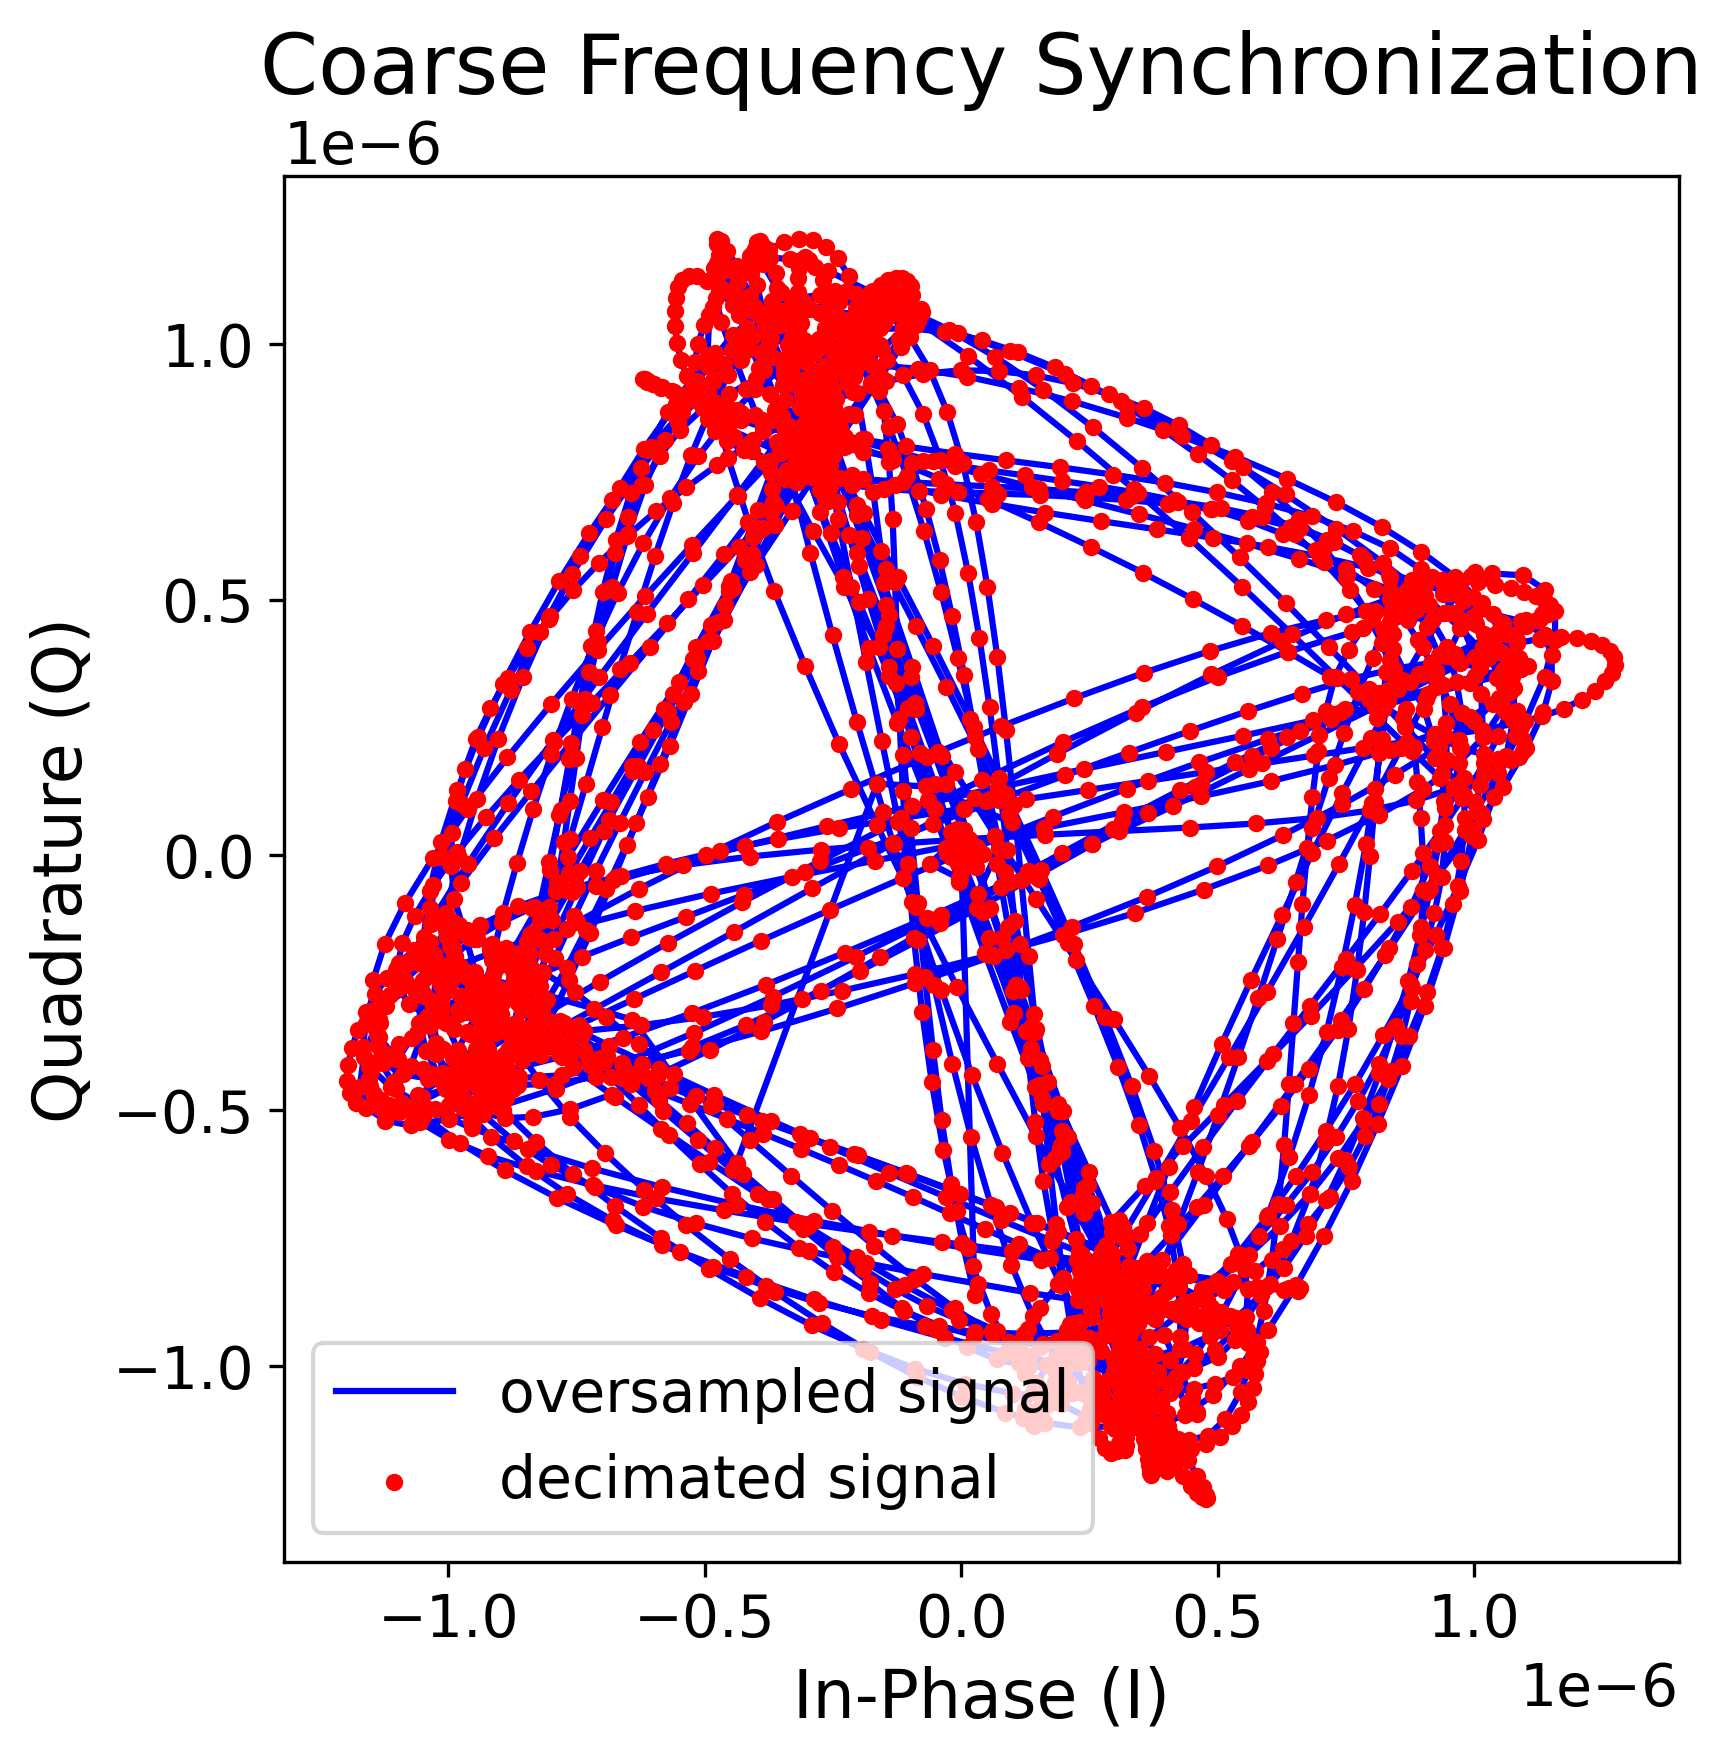 Coarse Frequency Synchronization
1e−6
Quadrature (Q)
1.0
0.5
0.0
−0.5
−1.0
oversampled signal
decimated signal
−1.0 −0.5 0.0 0.5 1.0
In-Phase (I)
1e−6